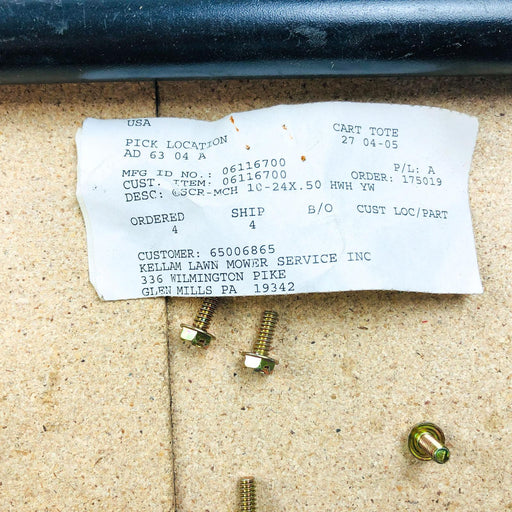 USA
PICK LOCATION CART TOTE
AD 63 04 A 27 04-05
P/L: A
MFG ID NO.: 06116700 ORDER: 175019
CUST. ITEM: 06116700
DESC: @SCR-MCH 10-24X.50 HWH YW
ORDERED SHIP B/O CUST LOC/PART
4 4
CUSTOMER: 65006865
KELLAM LAWN MOWER SERVICE INC
336 WILMINGTON PIKE
GLEN MILLS PA 19342